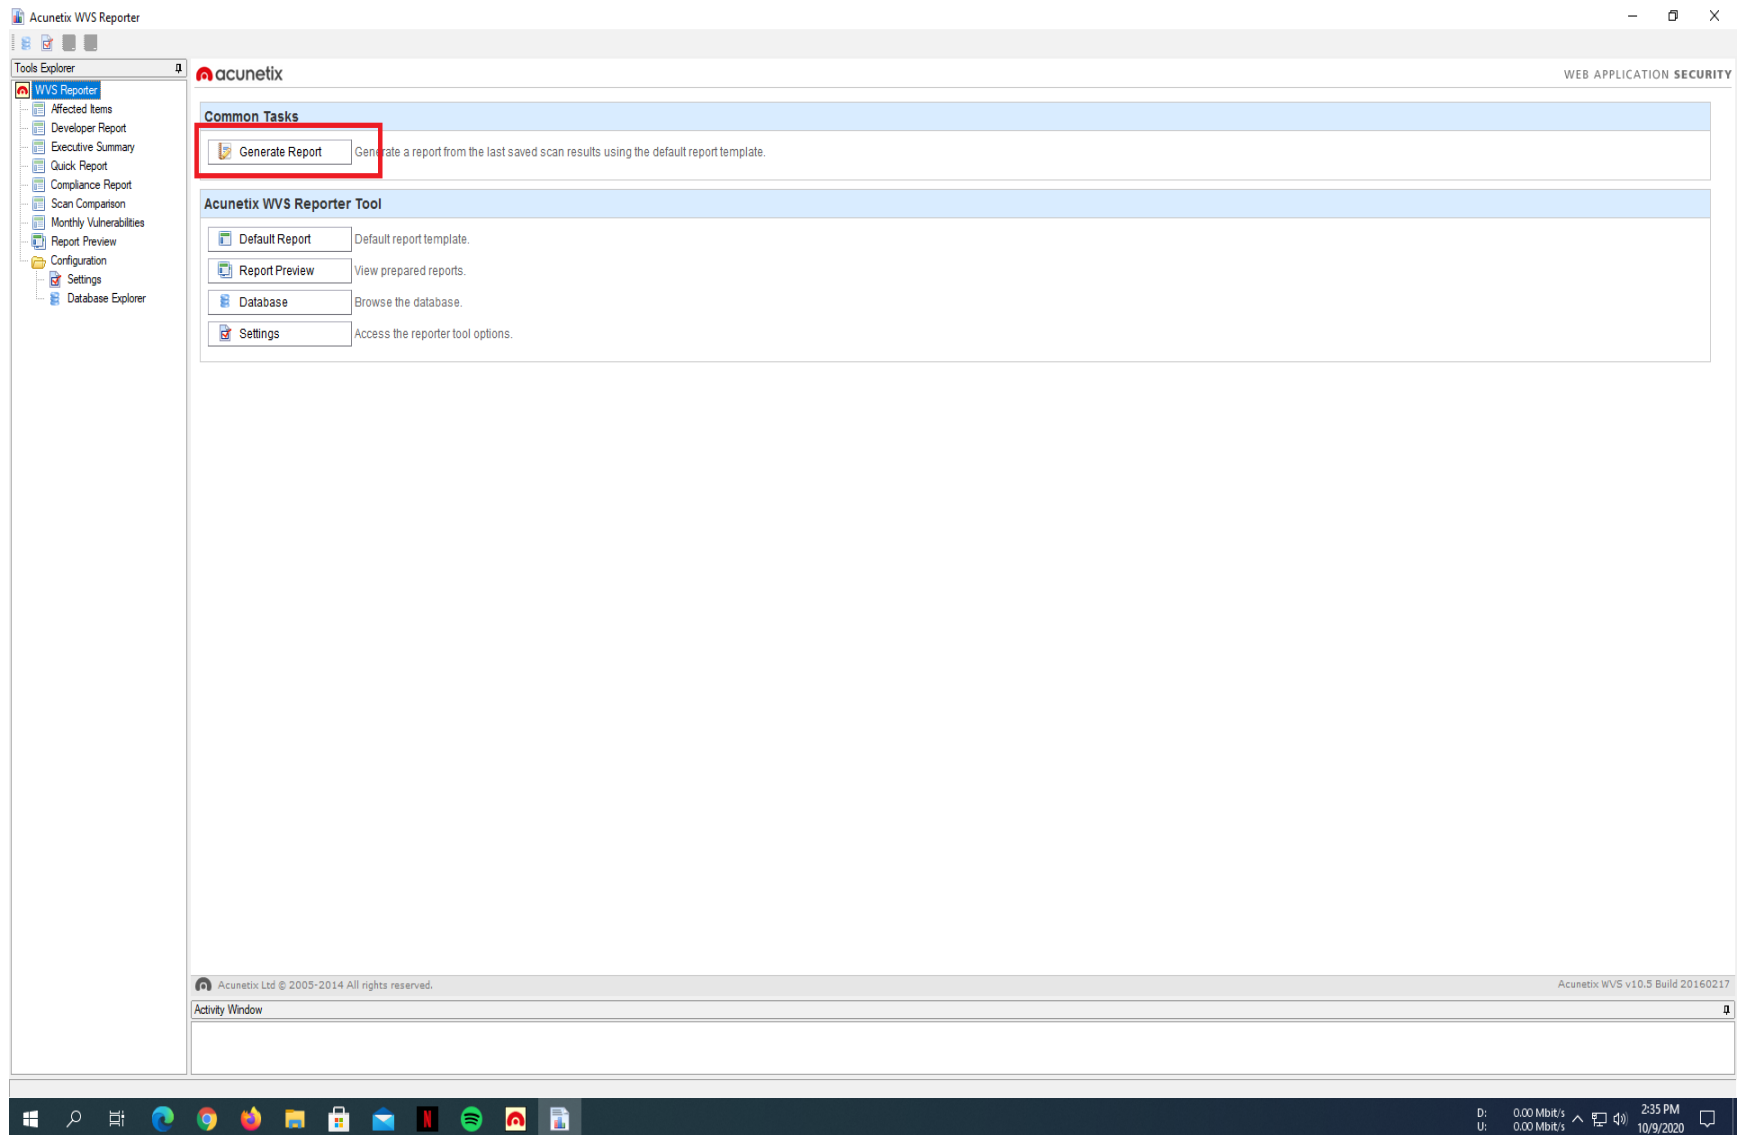 Acunetix WVS Reporter
Tools Explorer
WVS Reporter
Affected Items
Developer Report
Executive Summary
Quick Report
Compliance Report
Scan Comparison
Monthly Vulnerabilities
Report Preview
Configuration
Settings
Database Explorer
acunetix
WEB APPLICATION SECURITY
Common Tasks
Generate Report Generate a report from the last saved scan results using the default report template.
Acunetix WVS Reporter Tool
Default Report Default report template.
Report Preview View prepared reports.
Database Browse the database.
Settings Access the reporter tool options.
Acunetix Ltd © 2005-2014 All rights reserved.
Acunetix WVS v10.5 Build 20160217
Activity Window
N
D: 0.00 Mbit/s
U: 0.00 Mbit/s
2:35 PM
10/9/2020